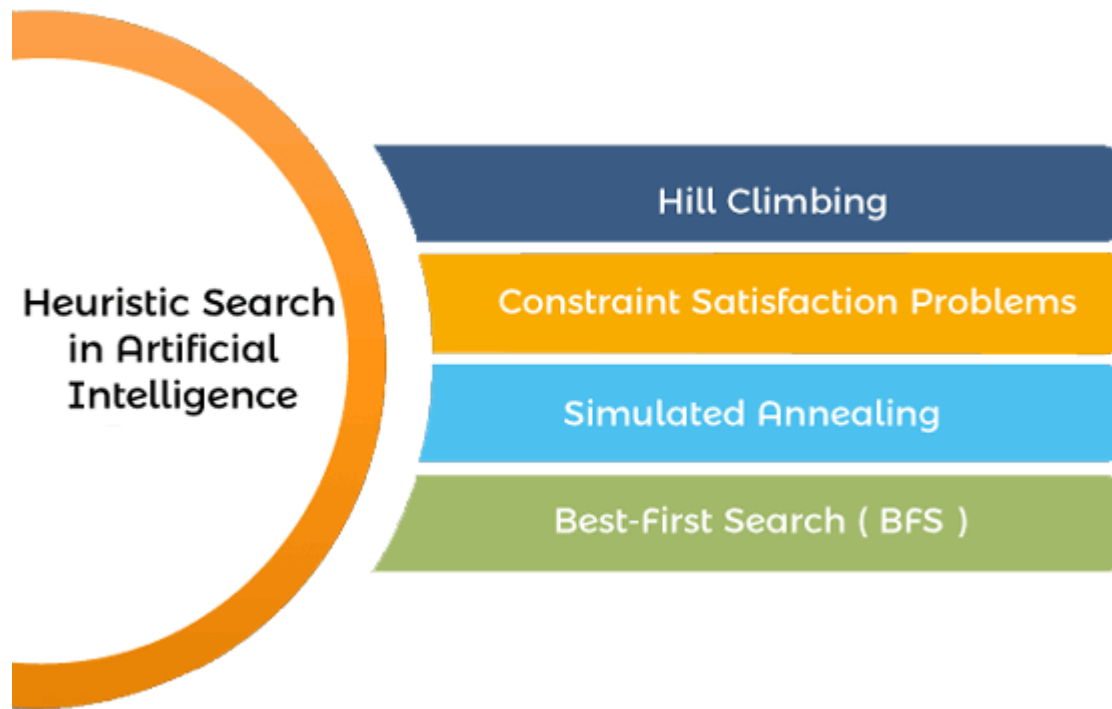 Heuristic Search
in Artificial
Intelligence
Hill Climbing
Constraint Satisfaction Problems
Simulated Annealing
Best-First Search ( BFS )